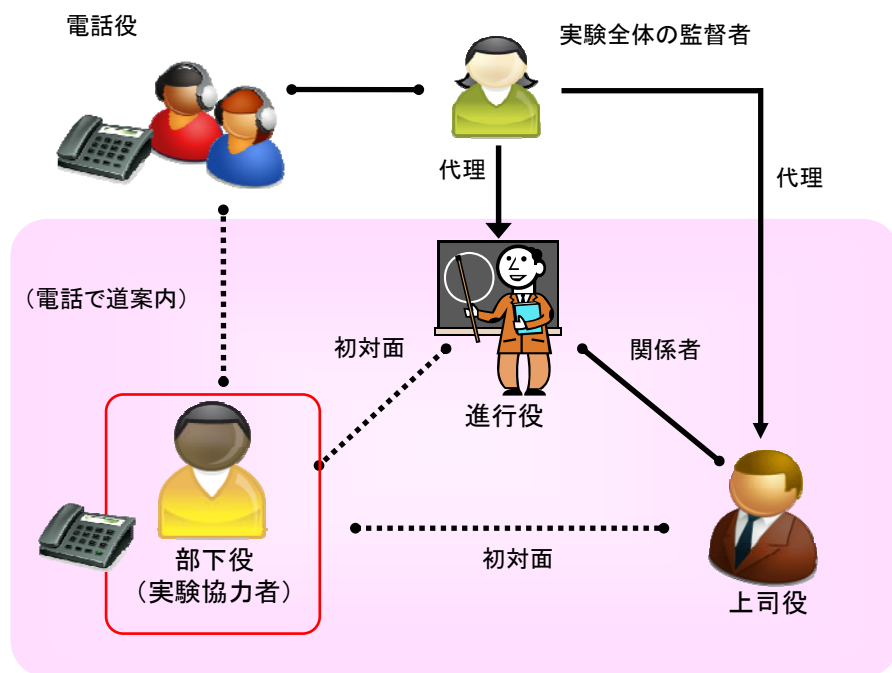 電話役
実験全体の監督者
代理
代理
（電話で道案内）
初対面
関係者
進行役
初対面
部下役
（実験協力者）
上司役